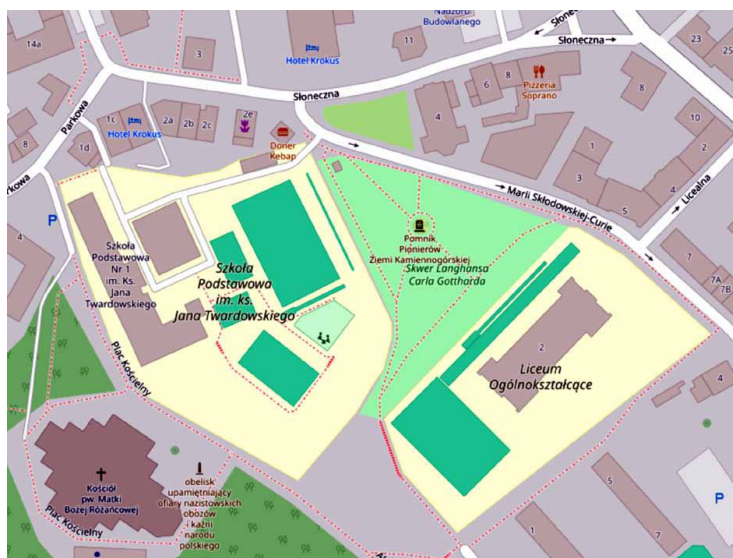 Nadzoru
Budowlanego
Słoneczna
14a
3
Hotel Krokus
11
Słoneczna
23
25
6
8
Pizzeria
Soprano
Słoneczna
Parkowa
1c
2a
2b
2c
2e
Hotel Krokus
4
10
8
1d
Doner
Kebap
1
2
3
5
Marii Skłodowskiej-Curie
Licealna
Parkowa
P
4
Pomnik
Pionierów
Ziemi Kamiennogórskiej
Skwer Langhansa
Carla Gottharda
7
7A
7B
Szkoła
Podstawowa
Nr 1
im. Ks.
Jana
Twardowskiego
Szkoła
Podstawowa
im. ks.
Jana Twardowskiego
2
Liceum
Ogólnokształcące
4
Plac Kościelny
Kościół
pw. Matki
Bożej Różańcowej
Plac Kościelny
obelisk
upamiętniający
ofiary nazistowskich
obozów
i kaźni
narodu
polskiego
5
P
1
7